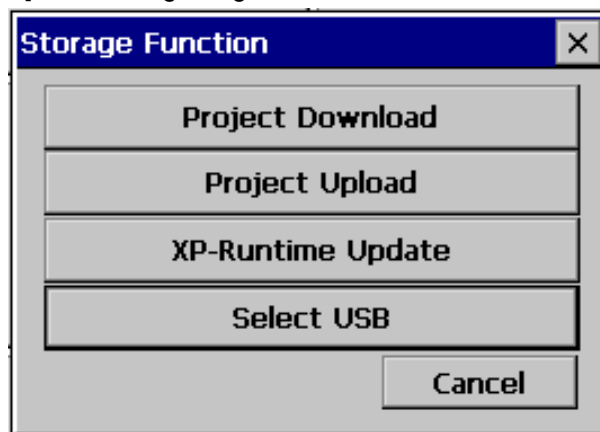 Storage Function
Project Download
Project Upload
XP-Runtime Update
Select USB
Cancel